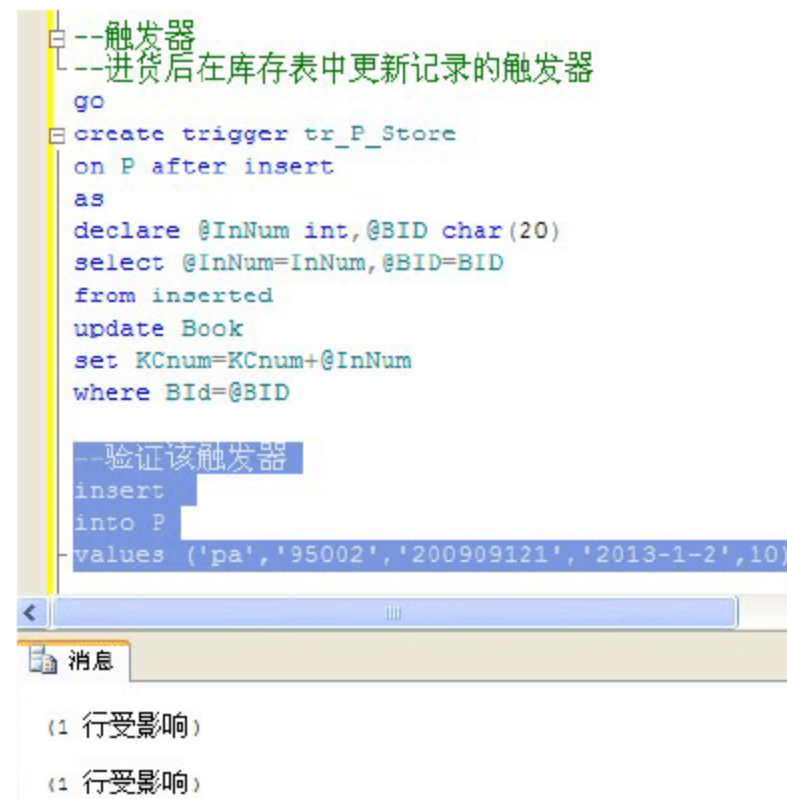 --触发器
--进货后在库存表中更新记录的触发器
go
create trigger tr_P_Store
on P after insert
as
declare @InNum int,@BID char(20)
select @InNum=InNum,@BID=BID
from inserted
update Book
set KCnum=KCnum+@InNum
where BId=@BID
--验证该触发器
insert
into P
values ('pa','95002','200909121','2013-1-2',10)
消息
(1 行受影响)
(1 行受影响)